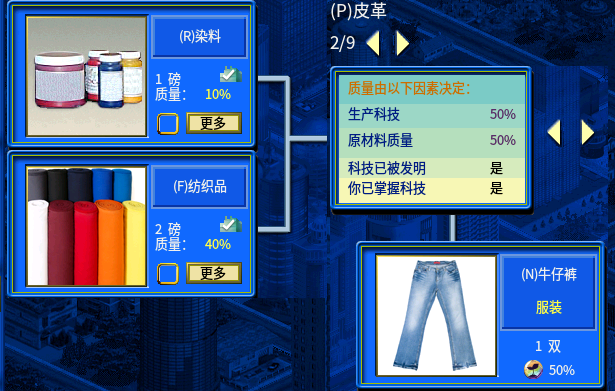 (R)染料
1 磅
质量: 10%
更多
(F)纺织品
2 磅
质量: 40%
更多
(P)皮革
2/9
质量由以下因素决定:
生产科技 50%
原材料质量 50%
科技已被发明 是
你已掌握科技 是
(N)牛仔裤
服装
1 双
50%